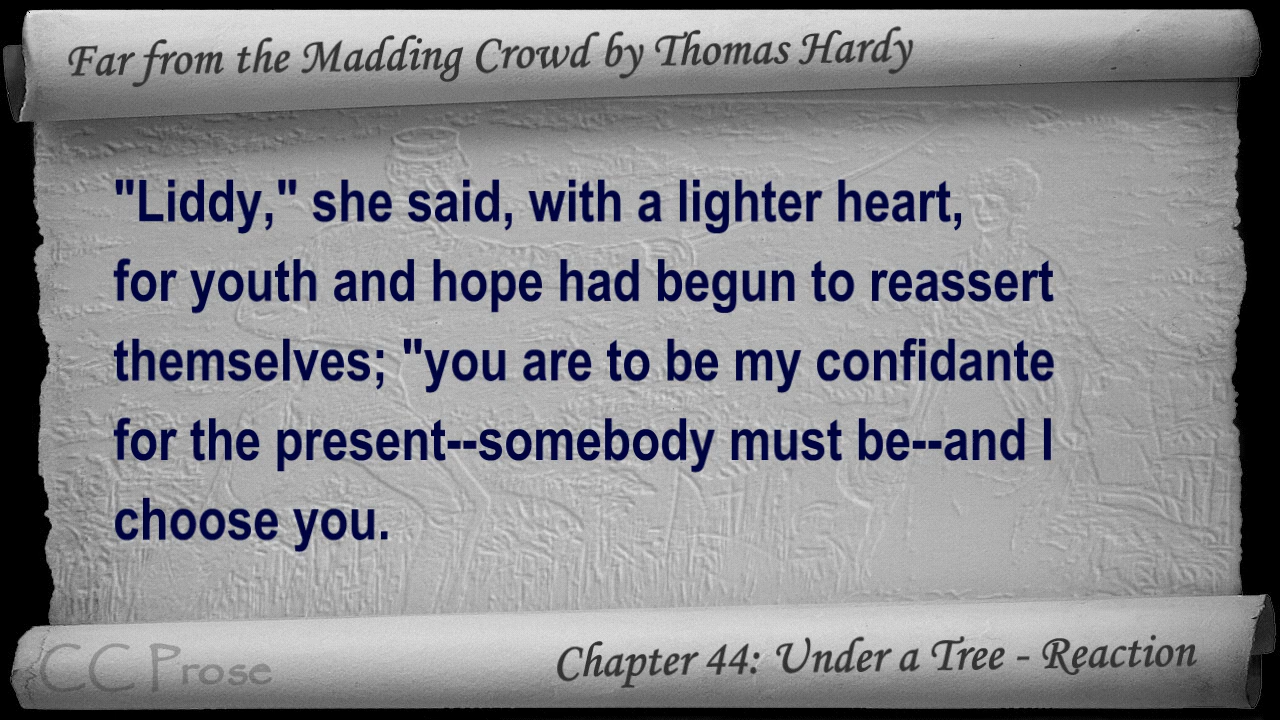 Far from the Madding Crowd by Thomas Hardy
"Liddy," she said, with a lighter heart,
for youth and hope had begun to reassert
themselves; "you are to be my confidante
for the present--somebody must be--and I
choose you.
CC Prose
Chapter 44: Under a Tree - Reaction